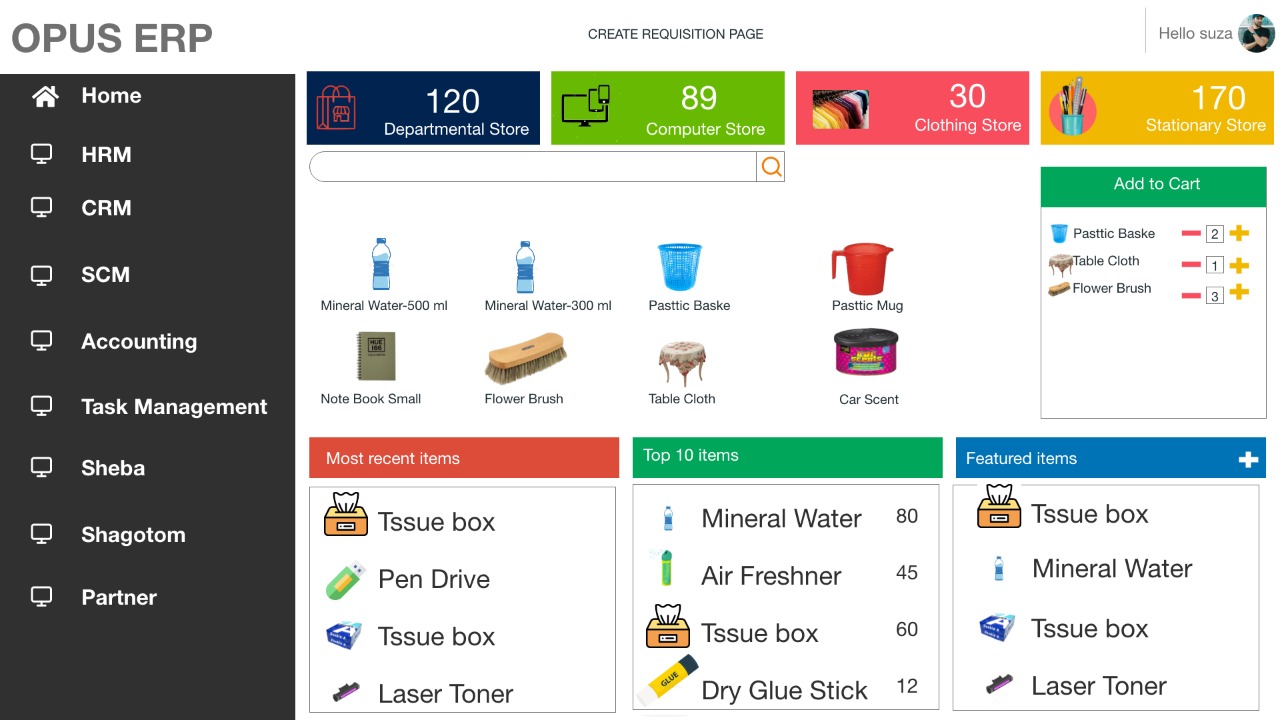 OPUS ERP
CREATE REQUISITION PAGE
Hello suza
Home
HRM
CRM
SCM
Accounting
Task Management
Sheba
Shagotom
Partner
120
Departmental Store
89
Computer Store
30
Clothing Store
170
Stationary Store
Mineral Water-500 ml
Mineral Water-300 ml
Pasttic Baske
Pasttic Mug
HUE
166
Note Book Small
Flower Brush
Table Cloth
Car Scent
Add to Cart
Pasttic Baske 2
Table Cloth 1
Flower Brush 3
Most recent items
Tssue box
Pen Drive
Tssue box
Laser Toner
Top 10 items
Mineral Water 80
Air Freshner 45
Tssue box 60
GLUE
Dry Glue Stick 12
Featured items
Tssue box
Mineral Water
Tssue box
Laser Toner